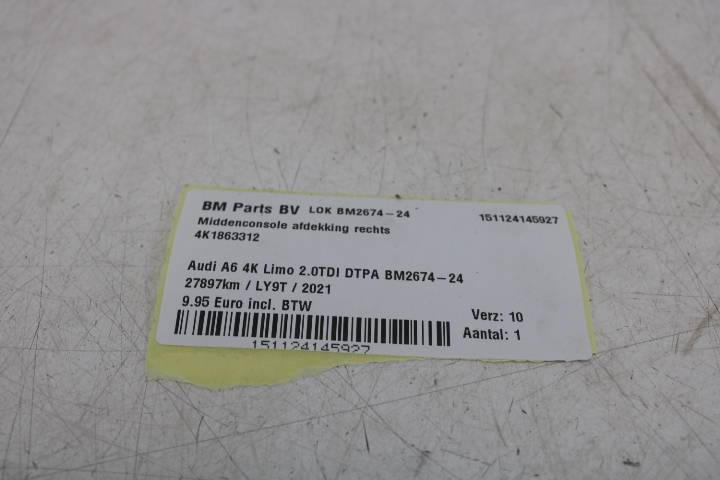 BM Parts BV LOK BM2674-24 151124145927
Middenconsole afdekking rechts
4K1863312
Audi A6 4K Limo 2.0TDI DTPA BM2674-24
27897km / LY9T / 2021
9.95 Euro incl. BTW
Verz: 10
Aantal: 1
151124145927